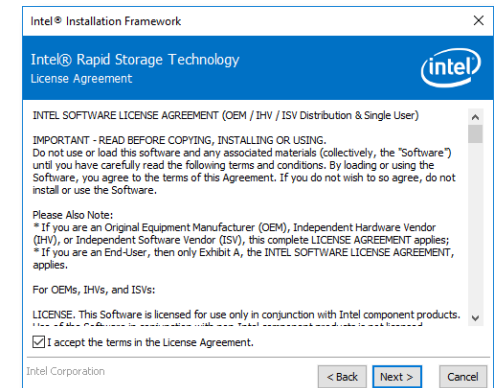 Intel® Installation Framework
Intel® Rapid Storage Technology
License Agreement
intel
INTEL SOFTWARE LICENSE AGREEMENT (OEM / IHV / ISV Distribution & Single User)
IMPORTANT - READ BEFORE COPYING, INSTALLING OR USING.
Do not use or load this software and any associated materials (collectively, the "Software")
until you have carefully read the following terms and conditions. By loading or using the
Software, you agree to the terms of this Agreement. If you do not wish to so agree, do not
install or use the Software.
Please Also Note:
* If you are an Original Equipment Manufacturer (OEM), Independent Hardware Vendor
(IHV), or Independent Software Vendor (ISV), this complete LICENSE AGREEMENT applies;
* If you are an End-User, then only Exhibit A, the INTEL SOFTWARE LICENSE AGREEMENT,
applies.
For OEMs, IHVs, and ISVs:
LICENSE. This Software is licensed for use only in conjunction with Intel component products.
I accept the terms in the License Agreement.
Intel Corporation
< Back Next > Cancel